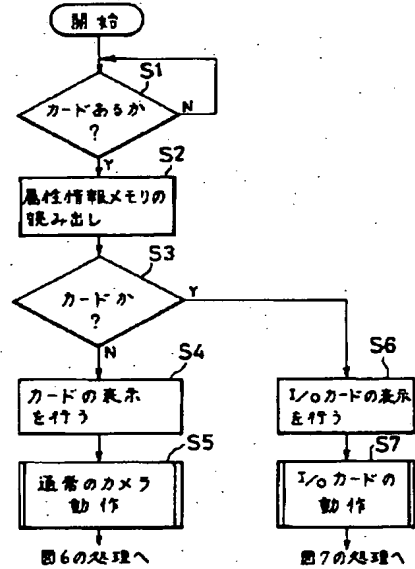 開始
S1
カードあるか
?
N
Y
S2
属性情報メモリの
読み出し
S3
カードか
?
Y
N
S4
カードの表示
を行う
S6
I/Oカードの表示
を行う
S5
通常のカメラ
動作
S7
I/Oカードの
動作
図6の処理へ
図7の処理へ